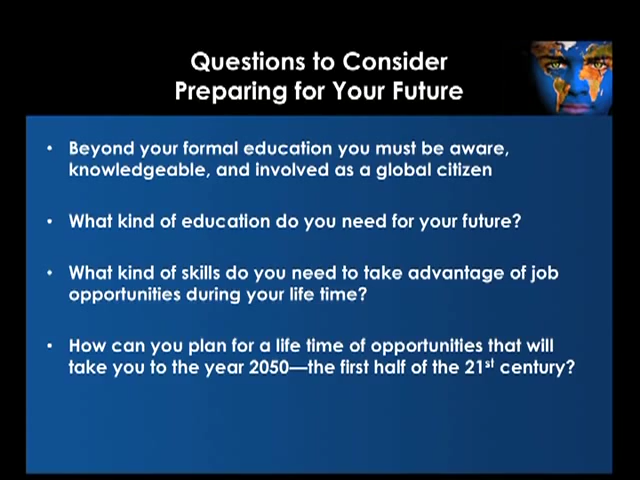 Questions to Consider
Preparing for Your Future
• Beyond your formal education you must be aware,
knowledgeable, and involved as a global citizen
• What kind of education do you need for your future?
• What kind of skills do you need to take advantage of job
opportunities during your life time?
• How can you plan for a life time of opportunities that will
take you to the year 2050—the first half of the 21st century?